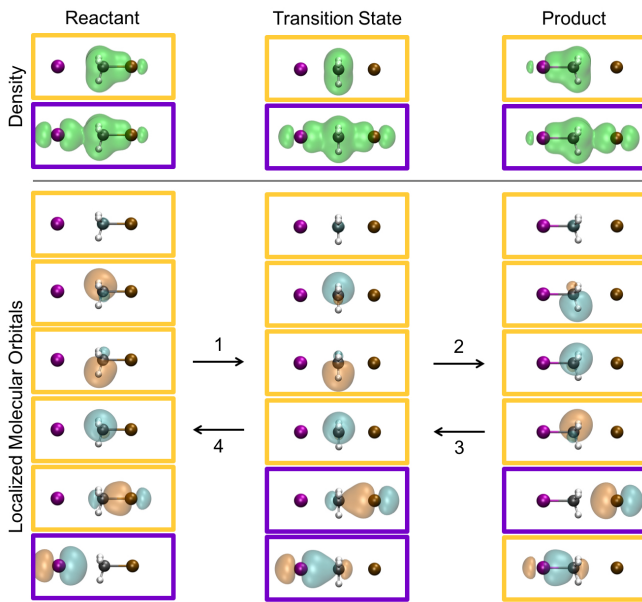 Reactant
Transition State
Product
Density
Localized Molecular Orbitals
1
2
4
3